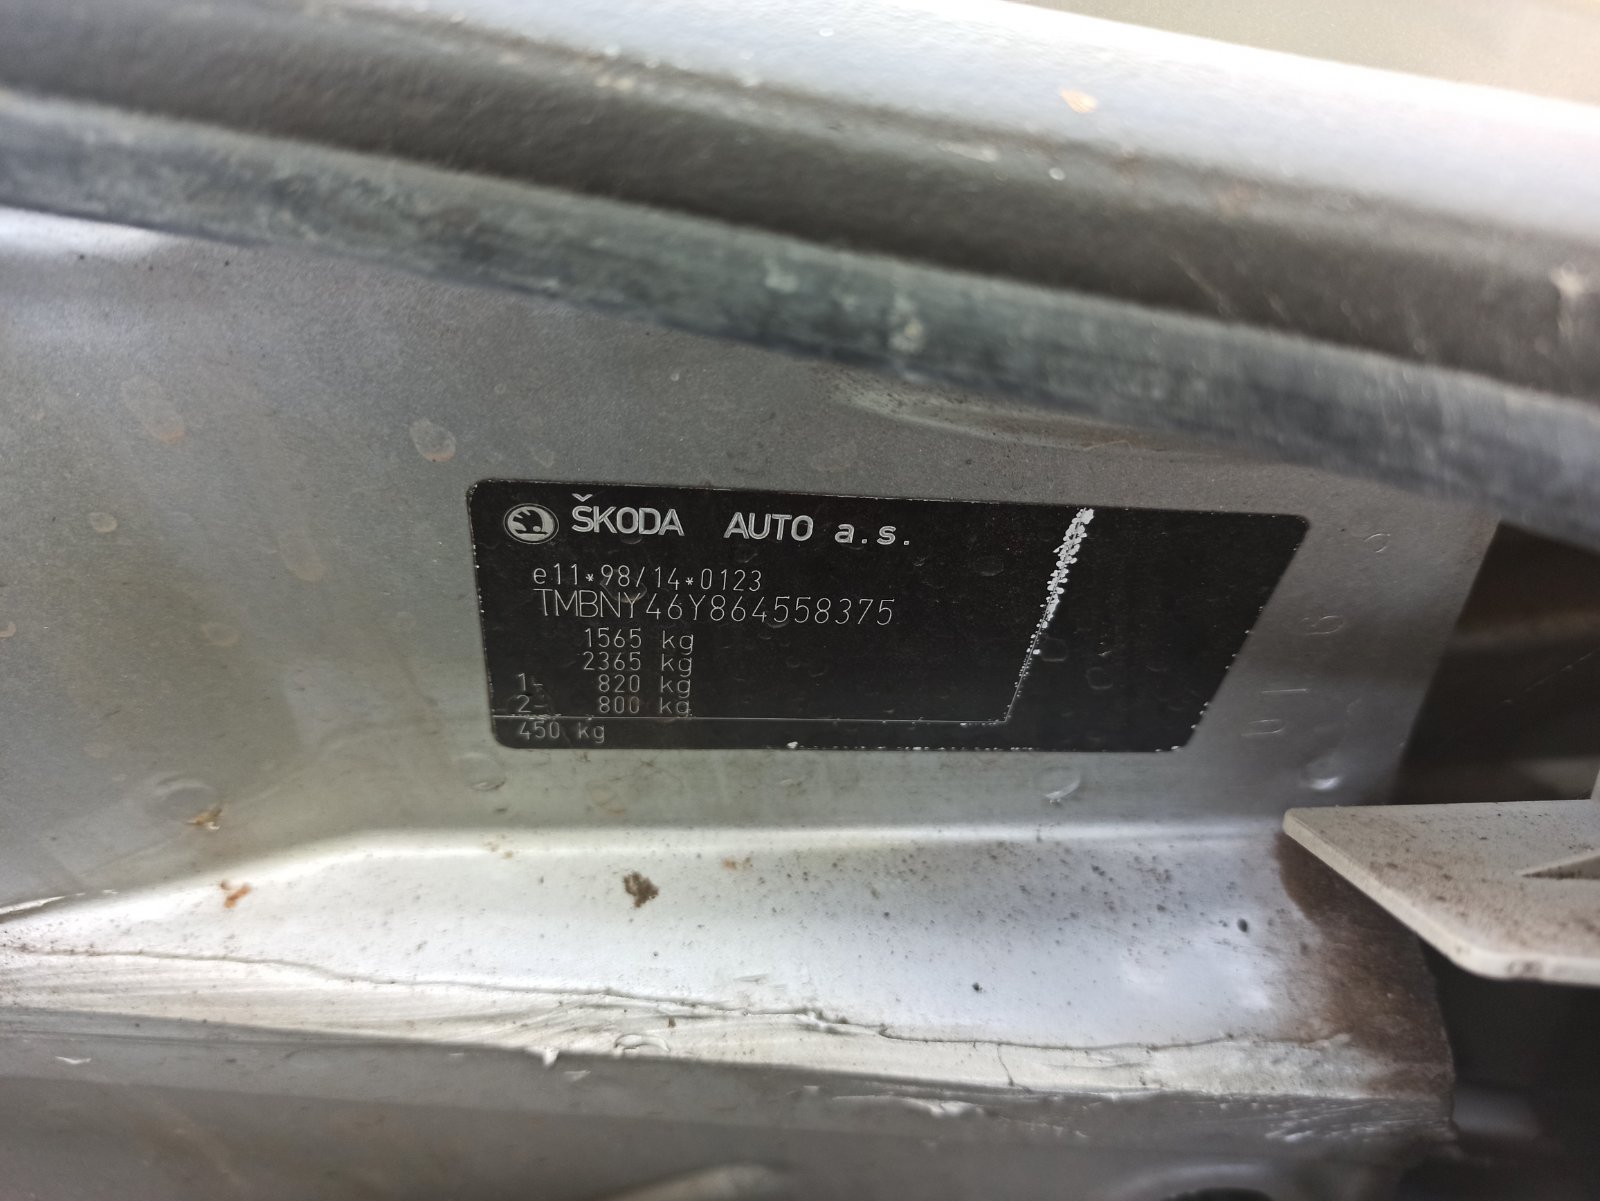 ŠKODA AUTO a.s.
e11*98/14*0123
TMBNY46Y864558375
1565 kg
2365 kg
1- 820 kg
2- 800 kg
450 kg